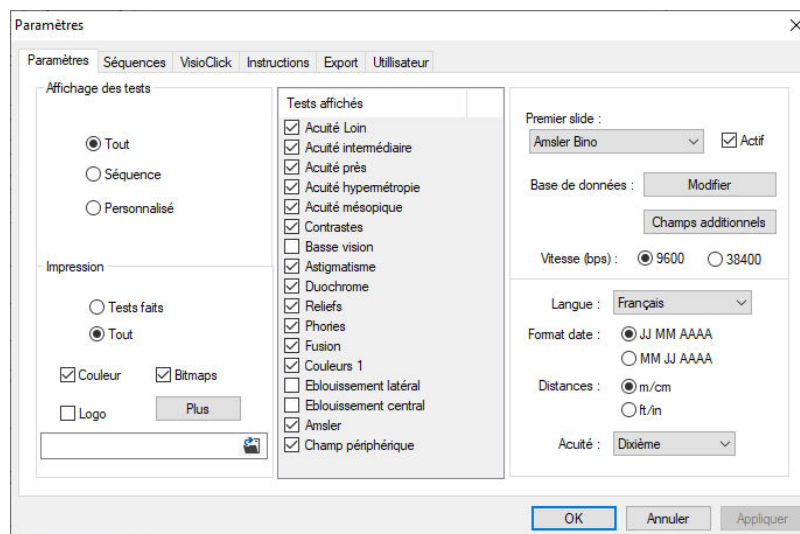 Paramètres
Paramètres Séquences VisioClick Instructions Export Utilisateur
Affichage des tests
Tout
Séquence
Personnalisé
Impression
Tests faits
Tout
Couleur Bitmaps
Logo Plus
Tests affichés
Acuité Loin
Acuité intermédiaire
Acuité près
Acuité hypermétropie
Acuité mésopique
Contrastes
Basse vision
Astigmatisme
Duochrome
Reliefs
Phories
Fusion
Couleurs 1
Eblouissement latéral
Eblouissement central
Amsler
Champ périphérique
Premier slide :
Amsler Bino Actif
Base de données : Modifier
Champs additionnels
Vitesse (bps) : 9600 38400
Langue : Français
Format date : JJ MM AAAA
MM JJ AAAA
Distances : m/cm
ft/in
Acuité : Dixième
OK Annuler Appliquer